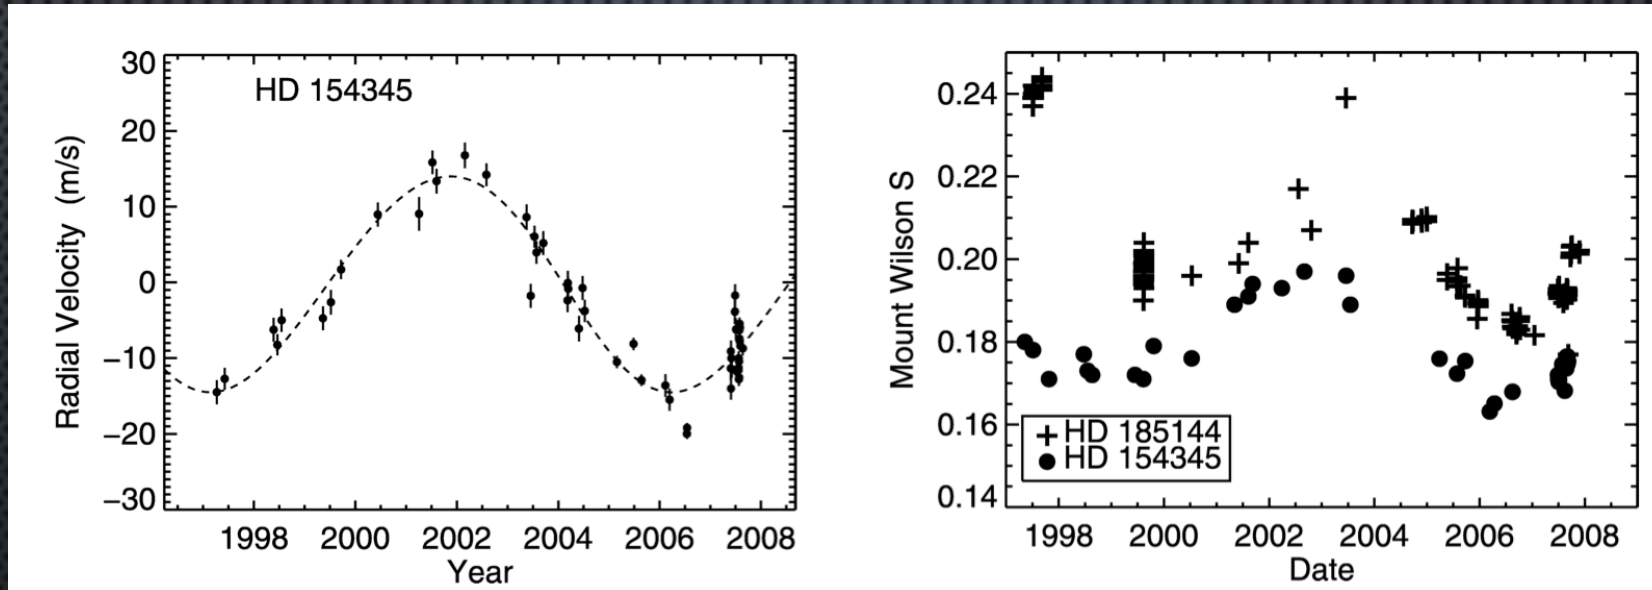 HD 154345
Radial Velocity (m/s)
30
20
10
0
−10
−20
−30
1998 2000 2002 2004 2006 2008
Year
Mount Wilson S
0.24
0.22
0.20
0.18
0.16
0.14
HD 185144
HD 154345
1998 2000 2002 2004 2006 2008
Date